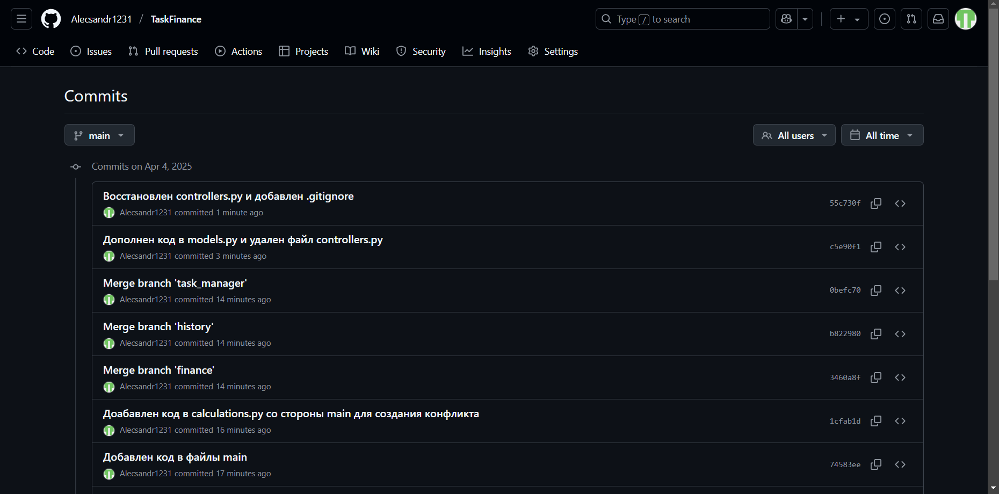 Alecsandr1231 / TaskFinance
Type / to search
Code
Issues
Pull requests
Actions
Projects
Wiki
Security
Insights
Settings
Commits
main
All users
All time
Commits on Apr 4, 2025
Восстановлен controllers.py и добавлен .gitignore
Alecsandr1231 committed 1 minute ago
55c730f
Дополнен код в models.py и удален файл controllers.py
Alecsandr1231 committed 3 minutes ago
c5e90f1
Merge branch 'task_manager'
Alecsandr1231 committed 14 minutes ago
0befc70
Merge branch 'history'
Alecsandr1231 committed 14 minutes ago
b822980
Merge branch 'finance'
Alecsandr1231 committed 14 minutes ago
3460a8f
Доабавлен код в calculations.py со стороны main для создания конфликта
Alecsandr1231 committed 16 minutes ago
1cfab1d
Добавлен код в файлы main
Alecsandr1231 committed 17 minutes ago
74583ee